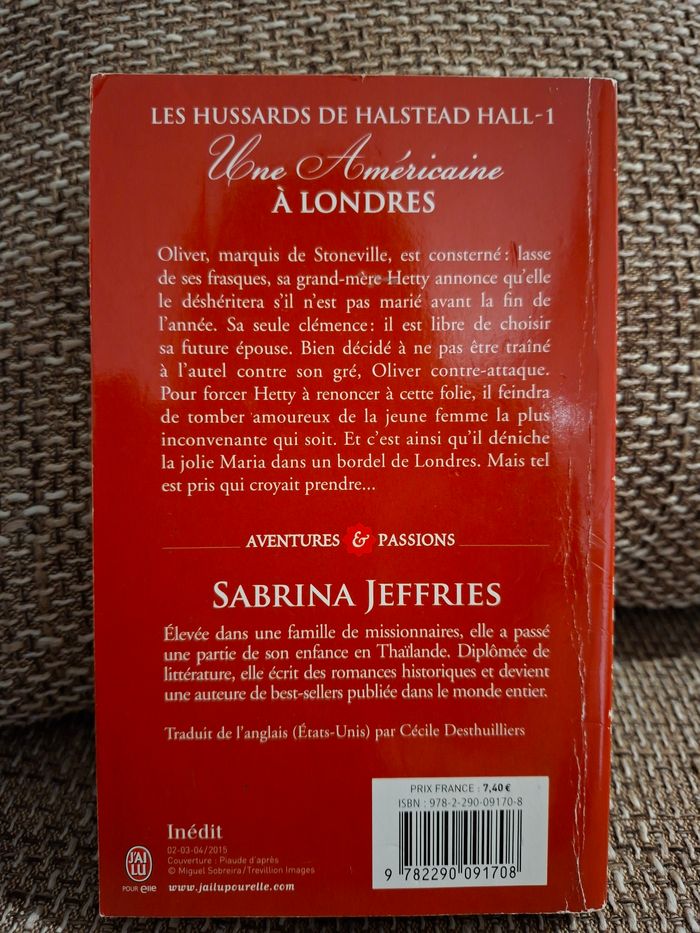 LES HUSSARDS DE HALSTEAD HALL-1
Une Américaine
À LONDRES
Oliver, marquis de Stoneville, est consterné : lasse
de ses frasques, sa grand-mère Hetty annonce qu'elle
le déshéritera s'il n'est pas marié avant la fin de
l'année. Sa seule clémence : il est libre de choisir
sa future épouse. Bien décidé à ne pas être traîné
à l'autel contre son gré, Oliver contre-attaque.
Pour forcer Hetty à renoncer à cette folie, il feindra
de tomber amoureux de la jeune femme la plus
inconvenante qui soit. Et c'est ainsi qu'il déniche
la jolie Maria dans un bordel de Londres. Mais tel
est pris qui croyait prendre...
AVENTURES & PASSIONS
SABRINA JEFFRIES
Élevée dans une famille de missionnaires, elle a passé
une partie de son enfance en Thaïlande. Diplômée de
littérature, elle écrit des romances historiques et devient
une auteure de best-sellers publiée dans le monde entier.
Traduit de l'anglais (États-Unis) par Cécile Desthuilliers
PRIX FRANCE : 7,40 €
ISBN : 978-2-290-09170-8
9 782290 091708
Inédit
02-03-04/2015
Couverture : Piaude d'après
© Miguel Sobreira/Trevillion Images
www.jailupourelle.com
J'AI
LU
POUR elle